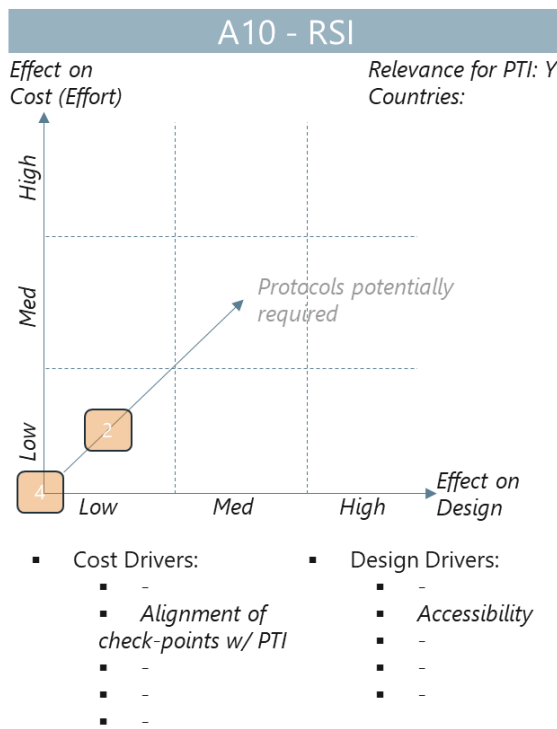 A10 - RSI
Effect on
Cost (Effort)
Relevance for PTI: Y
Countries:
High
Med
Low
Protocols potentially
required
2
4
Low
Med
High
Effect on
Design
▪ Cost Drivers:
▪ -
▪ Alignment of
check-points w/ PTI
▪ -
▪ -
▪ -
▪ Design Drivers:
▪ -
▪ Accessibility
▪ -
▪ -
▪ -